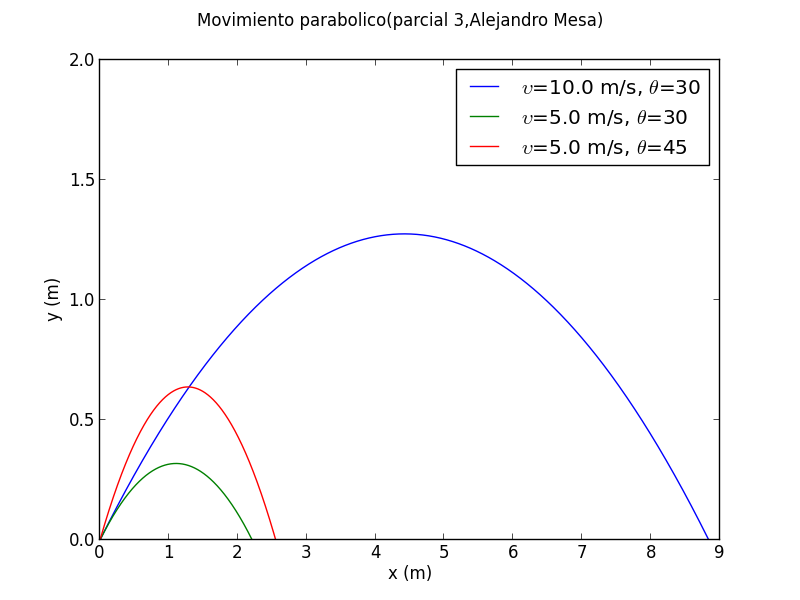 Movimiento parabolico(parcial 3,Alejandro Mesa)
2.0
1.5
1.0
0.5
0.0
y (m)
υ=10.0 m/s, θ=30
υ=5.0 m/s, θ=30
υ=5.0 m/s, θ=45
0 1 2 3 4 5 6 7 8 9
x (m)